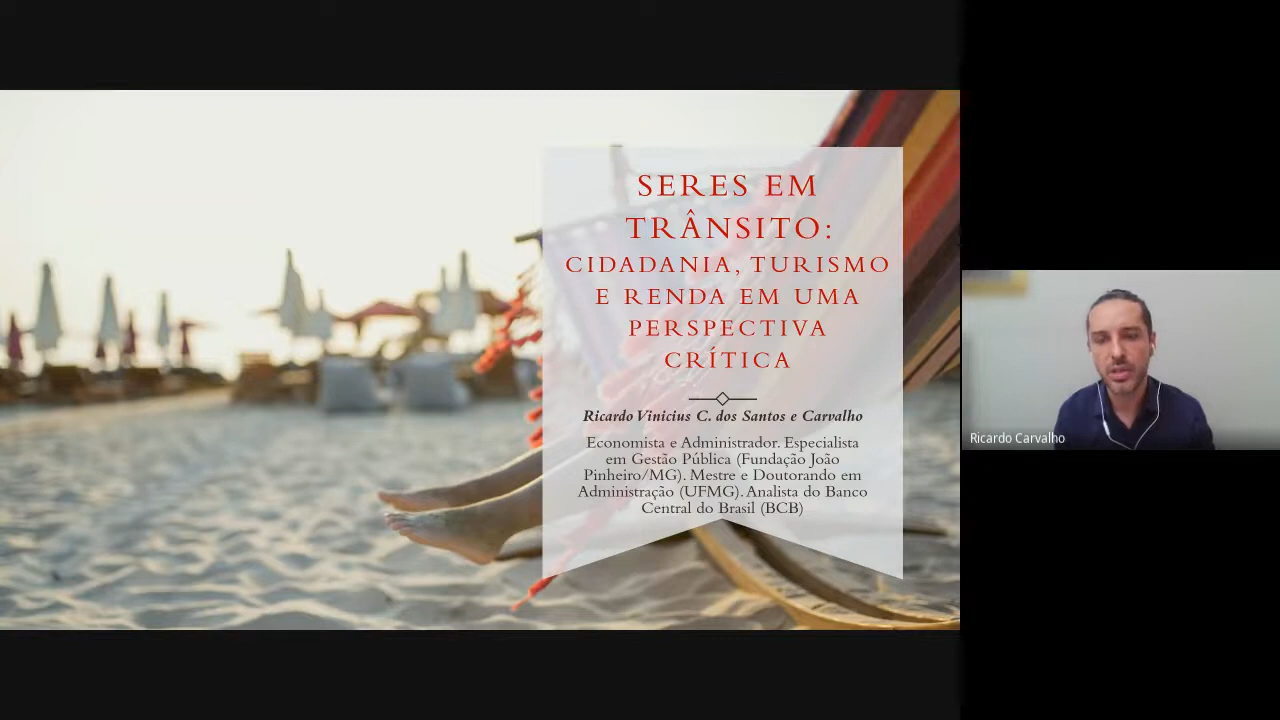 SERES EM
TRÂNSITO:
CIDADANIA, TURISMO
E RENDA EM UMA
PERSPECTIVA
CRÍTICA
Ricardo Vinicius C. dos Santos e Carvalho
Economista e Administrador. Especialista
em Gestão Pública (Fundação João
Pinheiro/MG). Mestre e Doutorando em
Administração (UFMG). Analista do Banco
Central do Brasil (BCB)
Ricardo Carvalho